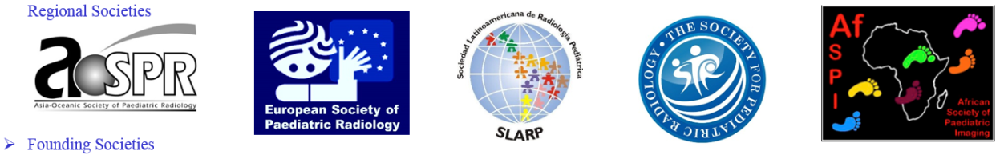 Regional Societies
aoSPR
Asia-Oceanic Society of Paediatric Radiology
European Society of
Paediatric Radiology
Sociedad Latinoamericana de Radiología Pediátrica
SLARP
THE SOCIETY FOR PEDIATRIC RADIOLOGY
SPR
Af
S
P
I
African
Society of
Paediatric
Imaging
➢ Founding Societies